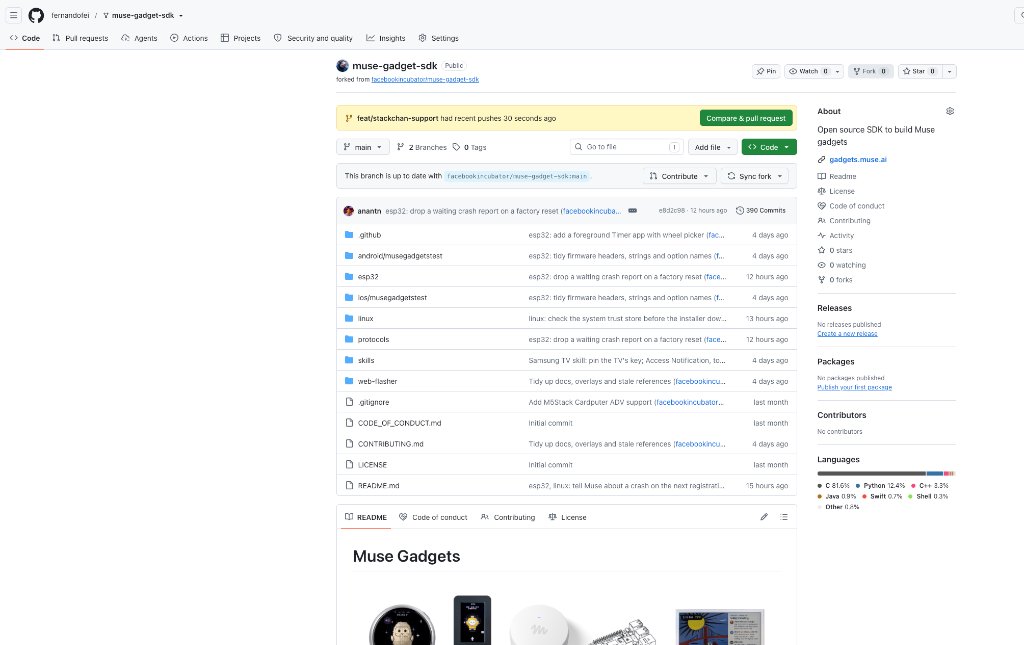 fernandofei / muse-gadget-sdk
Code Pull requests Agents Actions Projects Security and quality Insights Settings
muse-gadget-sdk Public
forked from facebookincubator/muse-gadget-sdk
Pin Watch 0 Fork 0 Star 0
feat/stackchan-support had recent pushes 30 seconds ago Compare & pull request
main 2 Branches 0 Tags Go to file t Add file Code
This branch is up to date with facebookincubator/muse-gadget-sdk:main. Contribute Sync fork
anantn esp32: drop a waiting crash report on a factory reset (facebookincuba... e8d2c98 · 12 hours ago 390 Commits
.github esp32: add a foreground Timer app with wheel picker (fac... 4 days ago
android/musegadgetstest esp32: tidy firmware headers, strings and option names (f... 4 days ago
esp32 esp32: drop a waiting crash report on a factory reset (face... 12 hours ago
ios/musegadgetstest esp32: tidy firmware headers, strings and option names (f... 4 days ago
linux linux: check the system trust store before the installer dow... 13 hours ago
protocols esp32: drop a waiting crash report on a factory reset (face... 12 hours ago
skills Samsung TV skill: pin the TV's key; Access Notification, to... 4 days ago
web-flasher Tidy up docs, overlays and stale references (facebookincu... 4 days ago
.gitignore Add M5Stack Cardputer ADV support (facebookincubator... last month
CODE_OF_CONDUCT.md Initial commit last month
CONTRIBUTING.md Tidy up docs, overlays and stale references (facebookincu... 4 days ago
LICENSE Initial commit last month
README.md esp32, linux: tell Muse about a crash on the next registrati... 15 hours ago
README Code of conduct Contributing License
Muse Gadgets
About
Open source SDK to build Muse
gadgets
gadgets.muse.ai
Readme
License
Code of conduct
Contributing
Activity
0 stars
0 watching
0 forks
Releases
No releases published
Create a new release
Packages
No packages published
Publish your first package
Contributors
No contributors
Languages
C 81.6% Python 12.4% C++ 3.3%
Java 0.9% Swift 0.7% Shell 0.3%
Other 0.8%